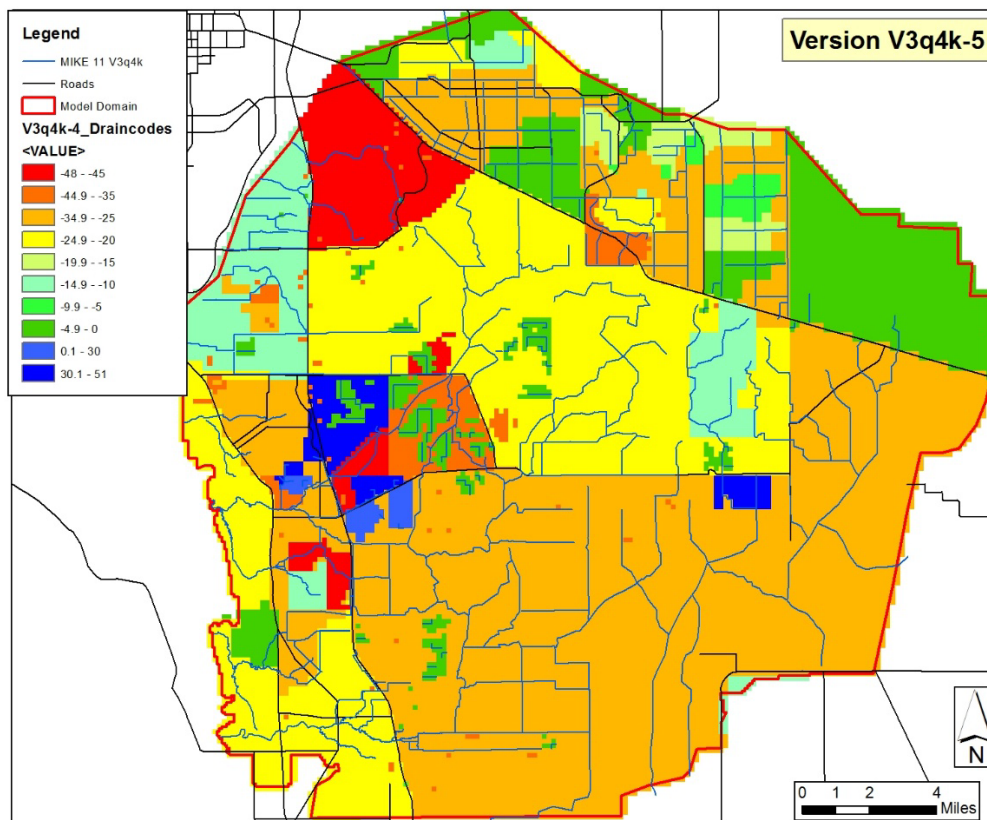 Legend
MIKE 11 V3q4k
Roads
Model Domain
V3q4k-4_Draincodes
<VALUE>
-48 - -45
-44.9 - -35
-34.9 - -25
-24.9 - -20
-19.9 - -15
-14.9 - -10
-9.9 - -5
-4.9 - 0
0.1 - 30
30.1 - 51
Version V3q4k-5
N
0 1 2 4
Miles